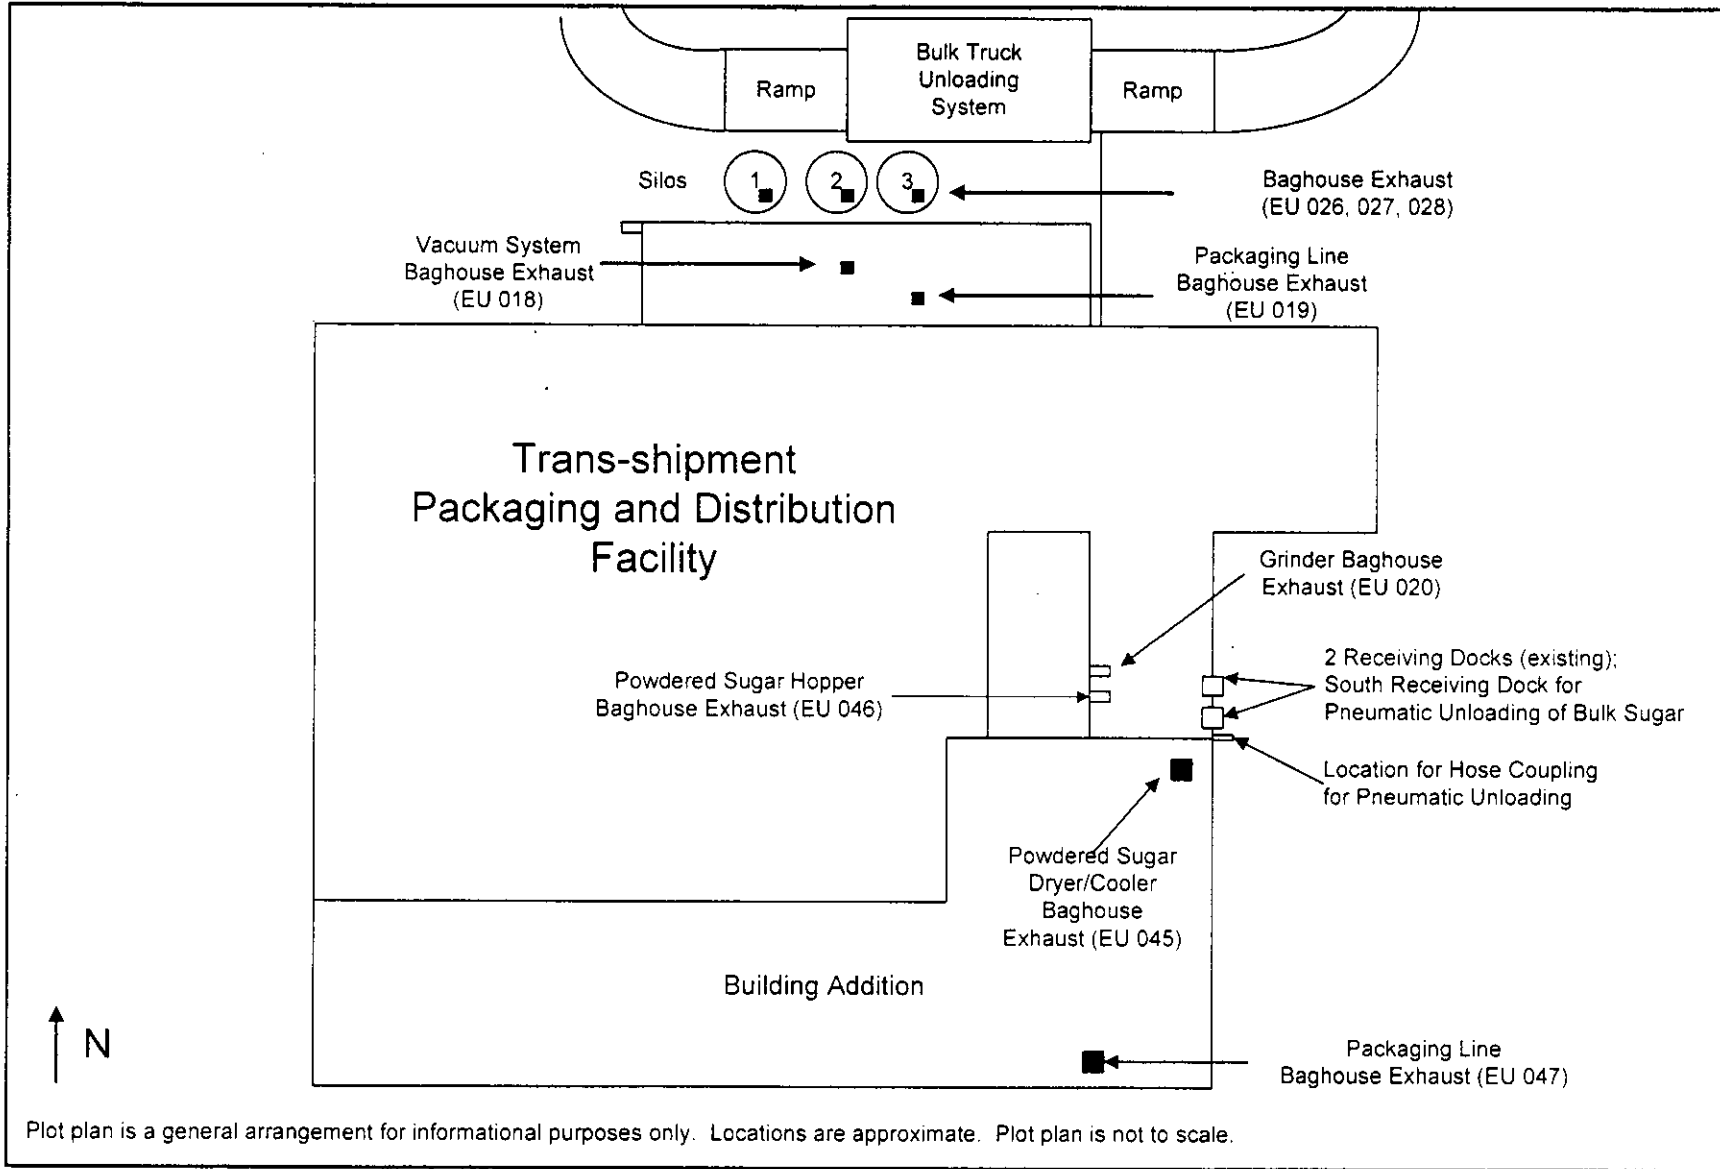 Bulk Truck
Unloading
System
Ramp
Ramp
Silos
1
2
3
Baghouse Exhaust
(EU 026, 027, 028)
Vacuum System
Baghouse Exhaust
(EU 018)
Packaging Line
Baghouse Exhaust
(EU 019)
Trans-shipment
Packaging and Distribution
Facility
Grinder Baghouse
Exhaust (EU 020)
2 Receiving Docks (existing);
South Receiving Dock for
Pneumatic Unloading of Bulk Sugar
Powdered Sugar Hopper
Baghouse Exhaust (EU 046)
Location for Hose Coupling
for Pneumatic Unloading
Powdered Sugar
Dryer/Cooler
Baghouse
Exhaust (EU 045)
Building Addition
N
Packaging Line
Baghouse Exhaust (EU 047)
Plot plan is a general arrangement for informational purposes only. Locations are approximate. Plot plan is not to scale.